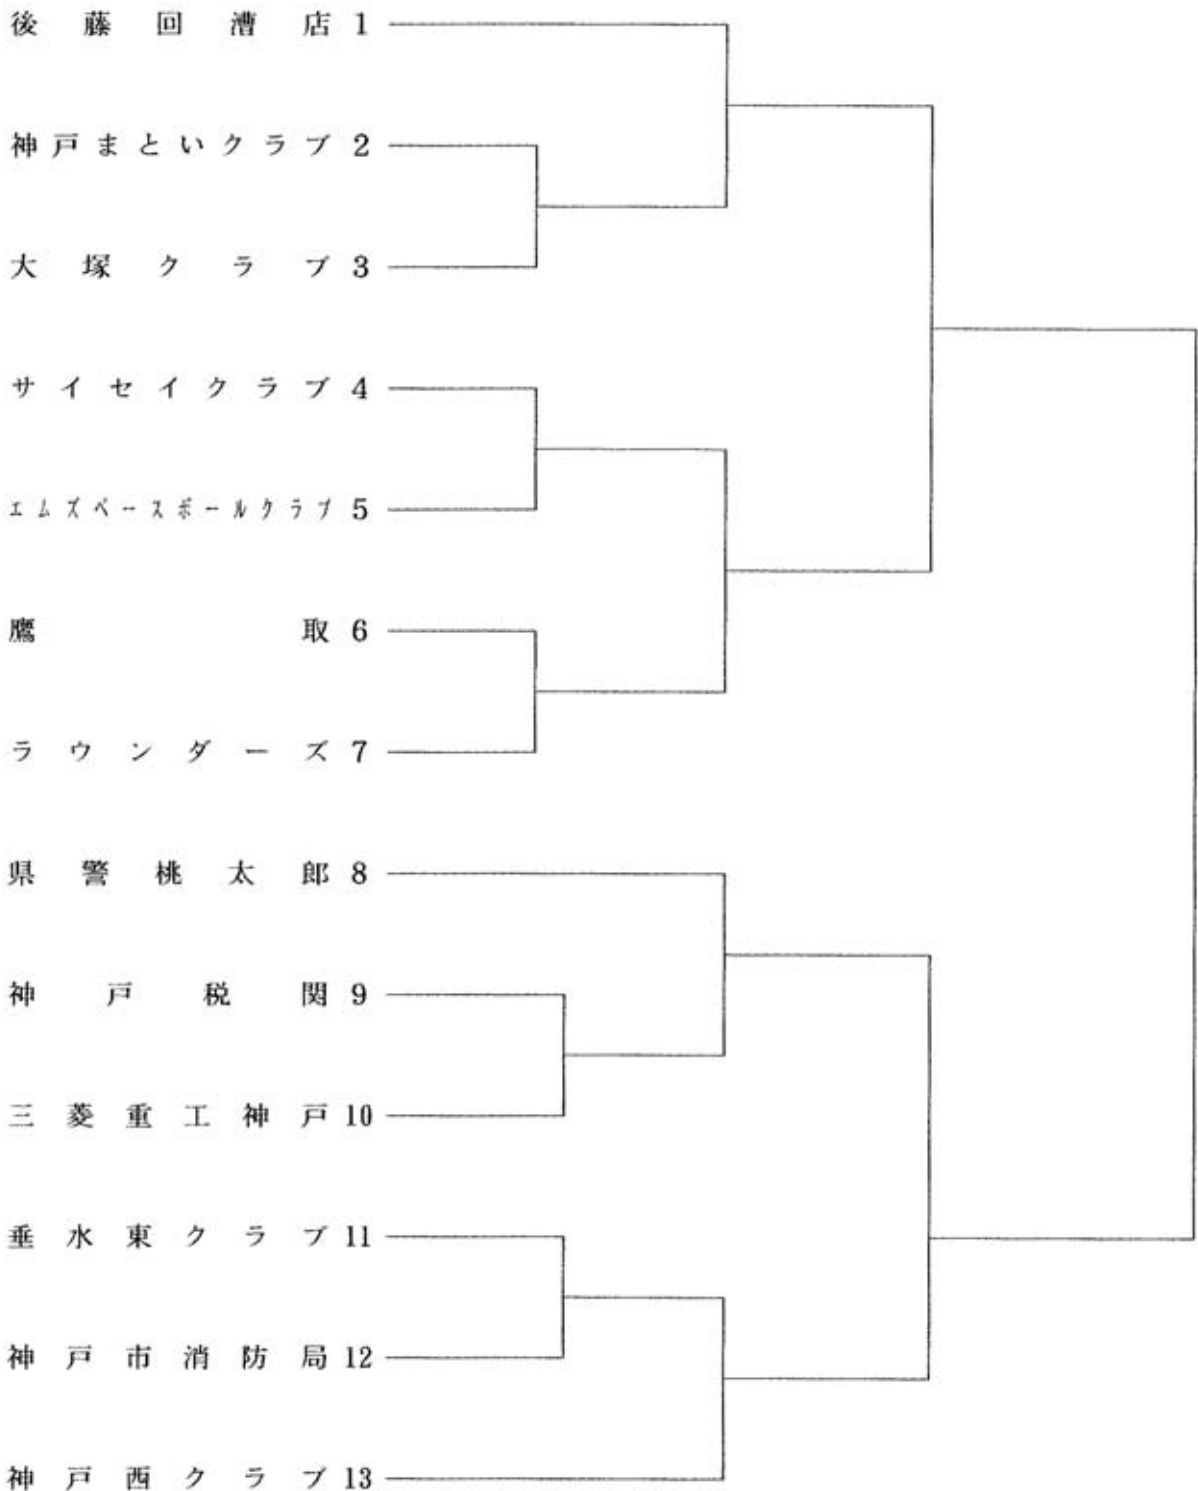 後藤回漕店 1
神戸まといクラブ 2
大塚クラブ 3
サイセイクラブ 4
エムズベースボールクラブ 5
鷹取 6
ラウンダーズ 7
県警桃太郎 8
神戸税関 9
三菱重工神戸 10
垂水東クラブ 11
神戸市消防局 12
神戸西クラブ 13